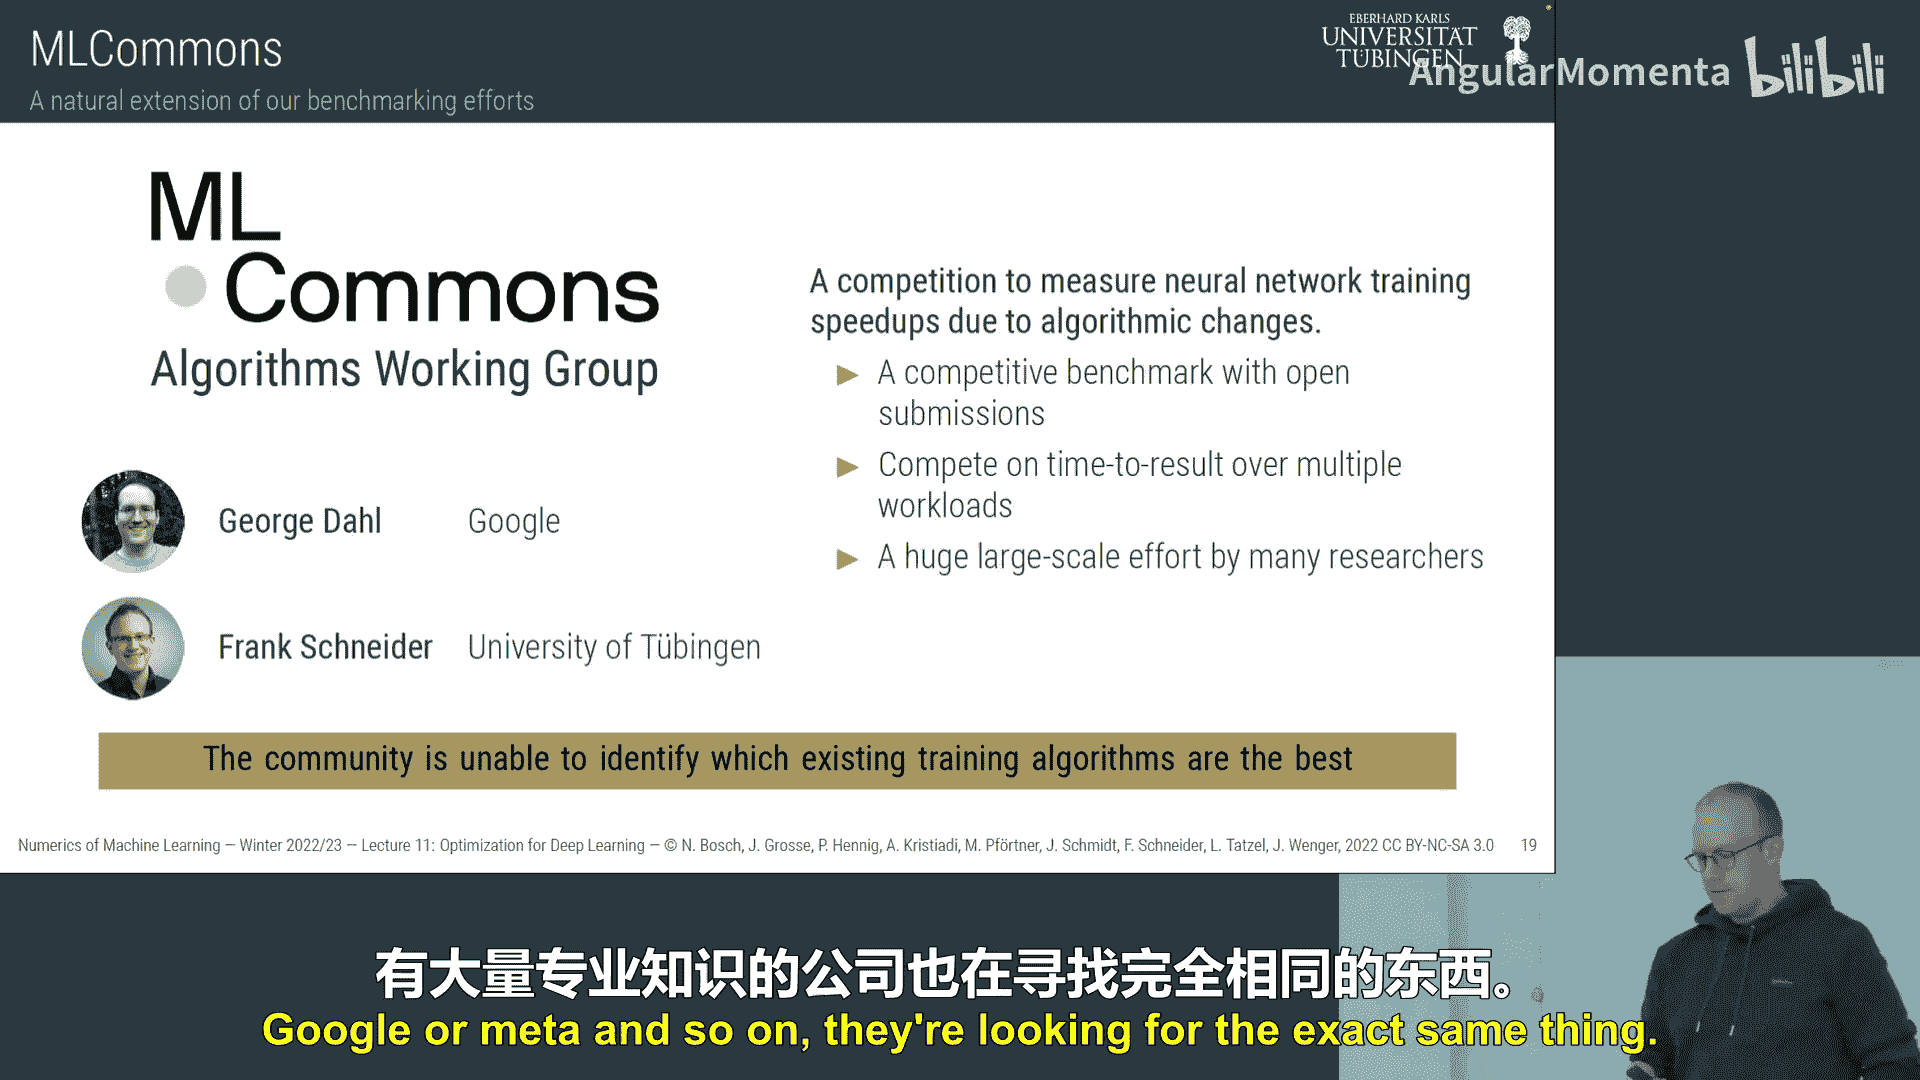 MLCommons
A natural extension of our benchmarking efforts
EBERHARD KARLS
UNIVERSITÄT
TÜBINGEN
AngularMomenta bilibili
ML
Commons
Algorithms Working Group
George Dahl Google
Frank Schneider University of Tübingen
A competition to measure neural network training
speedups due to algorithmic changes.
A competitive benchmark with open
submissions
Compete on time-to-result over multiple
workloads
A huge large-scale effort by many researchers
The community is unable to identify which existing training algorithms are the best
Numerics of Machine Learning — Winter 2022/23 — Lecture 11: Optimization for Deep Learning — © N. Bosch, J. Grosse, P. Hennig, A. Kristiadi, M. Pförtner, J. Schmidt, F. Schneider, L. Tatzel, J. Wenger, 2022 CC BY-NC-SA 3.0 19
有大量专业知识的公司也在寻找完全相同的东西。
Google or meta and so on, they're looking for the exact same thing.